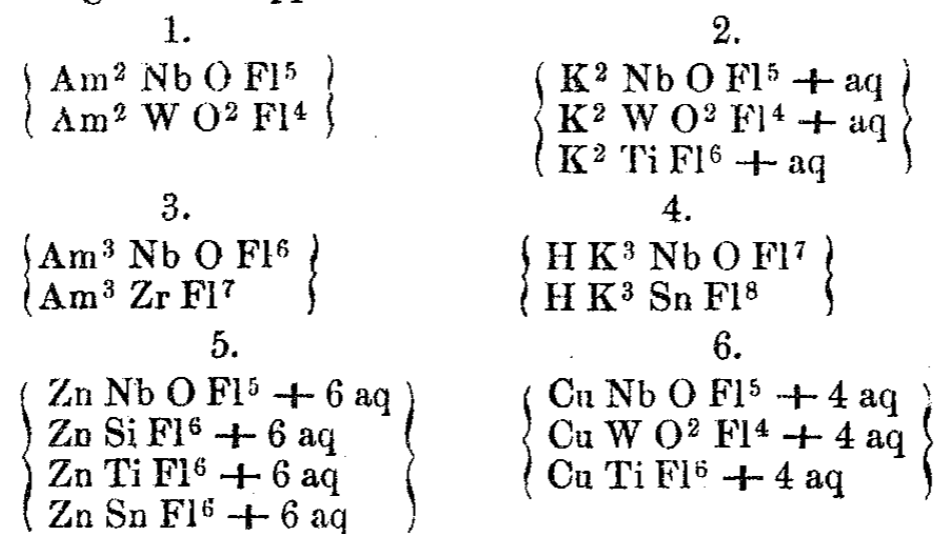 1.
{ Am² Nb O Fl⁵ }
{ Am² W O² Fl⁴ }
2.
{ K² Nb O Fl⁵ + aq }
{ K² W O² Fl⁴ + aq }
{ K² Ti Fl⁶ + aq }
3.
{ Am³ Nb O Fl⁶ }
{ Am³ Zr Fl⁷ }
4.
{ H K³ Nb O Fl⁷ }
{ H K³ Sn Fl⁸ }
5.
{ Zn Nb O Fl⁵ + 6 aq }
{ Zn Si Fl⁶ + 6 aq }
{ Zn Ti Fl⁶ + 6 aq }
{ Zn Sn Fl⁶ + 6 aq }
6.
{ Cu Nb O Fl⁵ + 4 aq }
{ Cu W O² Fl⁴ + 4 aq }
{ Cu Ti Fl⁶ + 4 aq }